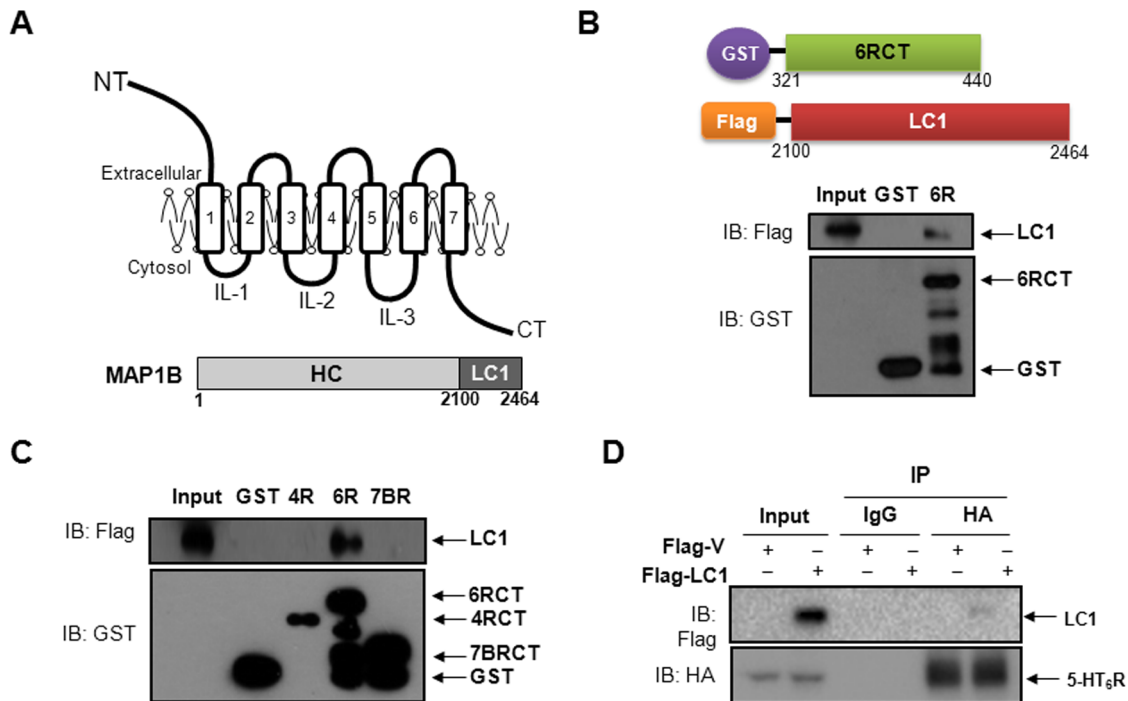 A
NT
Extracellular
1 2 3 4 5 6 7
Cytosol
IL-1
IL-2
IL-3
CT
MAP1B
HC
LC1
1
2100
2464
B
GST
6RCT
321
440
Flag
LC1
2100
2464
Input GST 6R
IB: Flag
LC1
6RCT
IB: GST
GST
C
Input GST 4R 6R 7BR
IB: Flag
LC1
6RCT
4RCT
IB: GST
7BRCT
GST
D
IP
Input IgG HA
Flag-V + – + – + –
Flag-LC1 – + – + – +
IB:
Flag
LC1
IB: HA
5-HT₆R